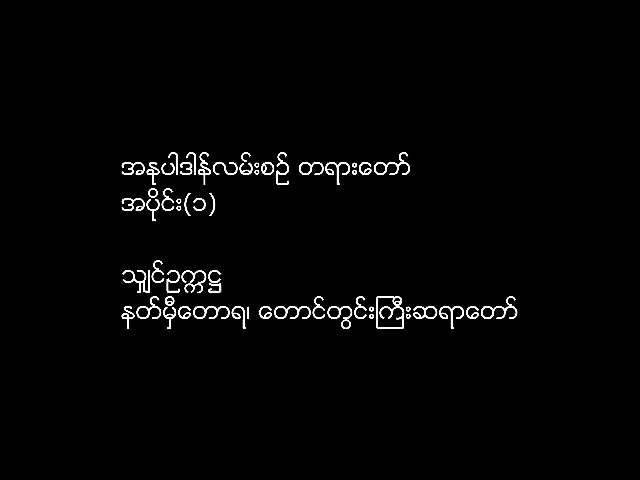 အနုပါဒါန်လမ်းစဉ် တရားတော်
အပိုင်း(၁)
သျှင်ဥက္ကဋ္ဌ
နတ်မှီတောရ၊ တောင်တွင်းကြီးဆရာတော်